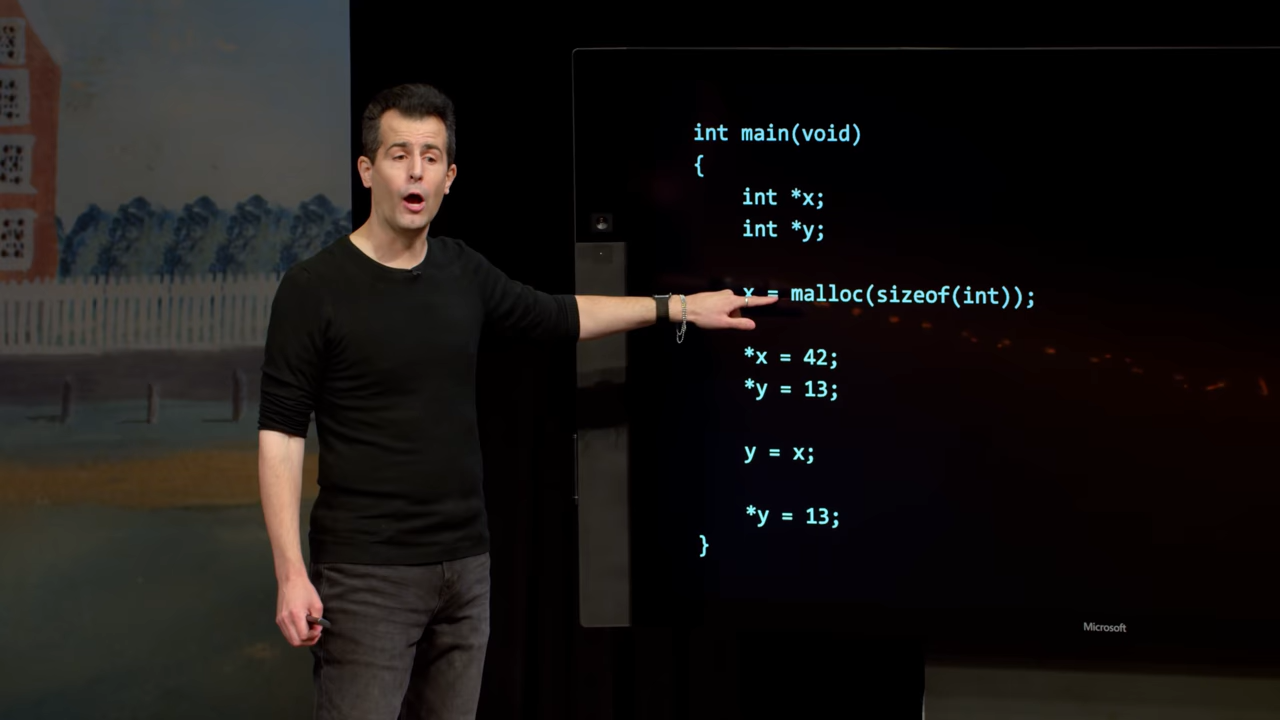 int main(void)
{
int *x;
int *y;
x = malloc(sizeof(int));
*x = 42;
*y = 13;
y = x;
*y = 13;
}
Microsoft